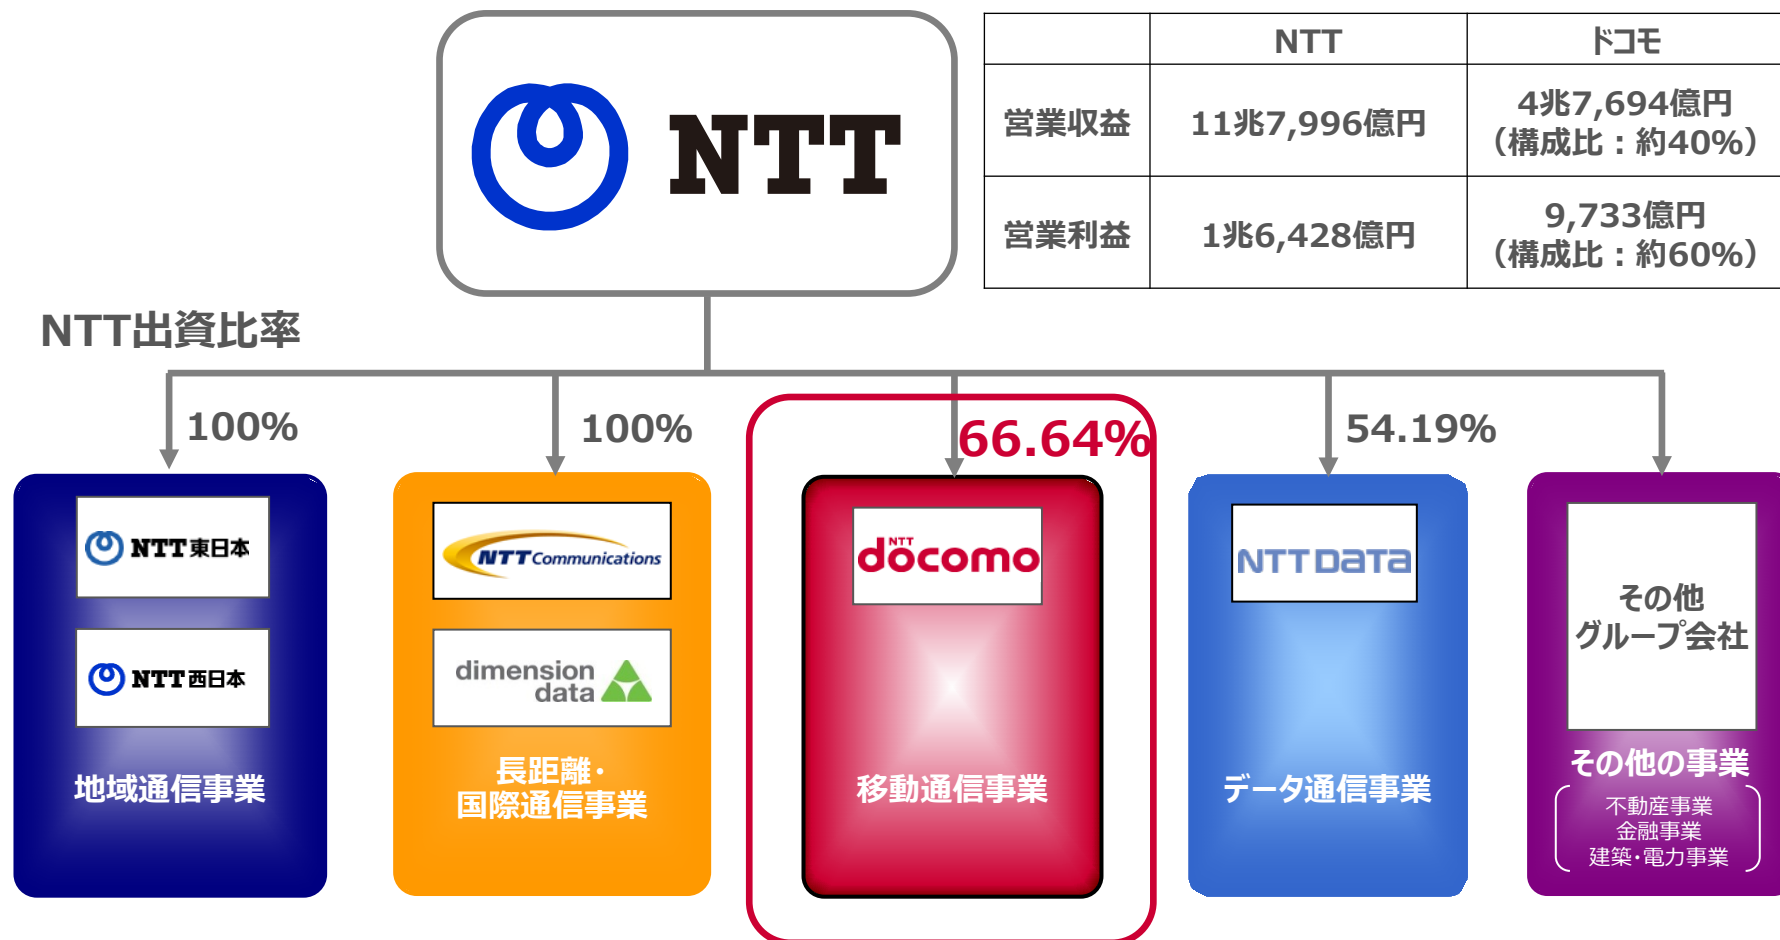 NTT
NTT ドコモ
営業収益 11兆7,996億円 4兆7,694億円
（構成比：約40%）
営業利益 1兆6,428億円 9,733億円
（構成比：約60%）
NTT出資比率
100%
100%
66.64%
54.19%
NTT東日本
NTT西日本
地域通信事業
NTT Communications
dimension
data
長距離・
国際通信事業
NTT
docomo
移動通信事業
NTT DATA
データ通信事業
その他
グループ会社
その他の事業
不動産事業
金融事業
建築・電力事業